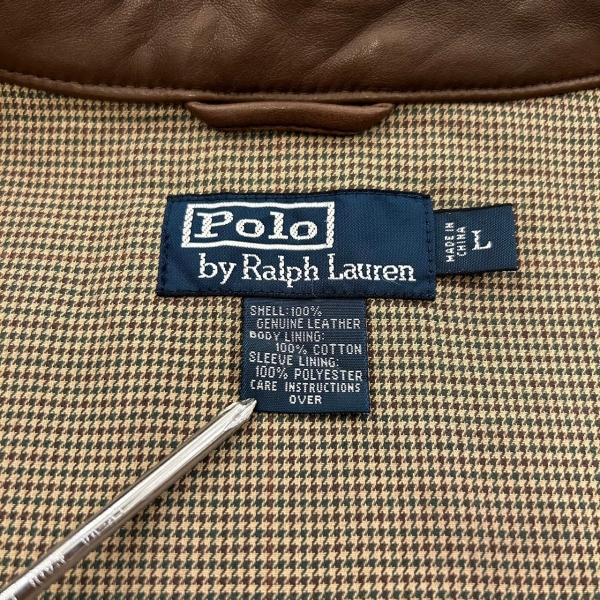 Polo
by Ralph Lauren
MADE IN
CHINA
L
SHELL: 100%
GENUINE LEATHER
BODY LINING:
100% COTTON
SLEEVE LINING:
100% POLYESTER
CARE INSTRUCTIONS
OVER